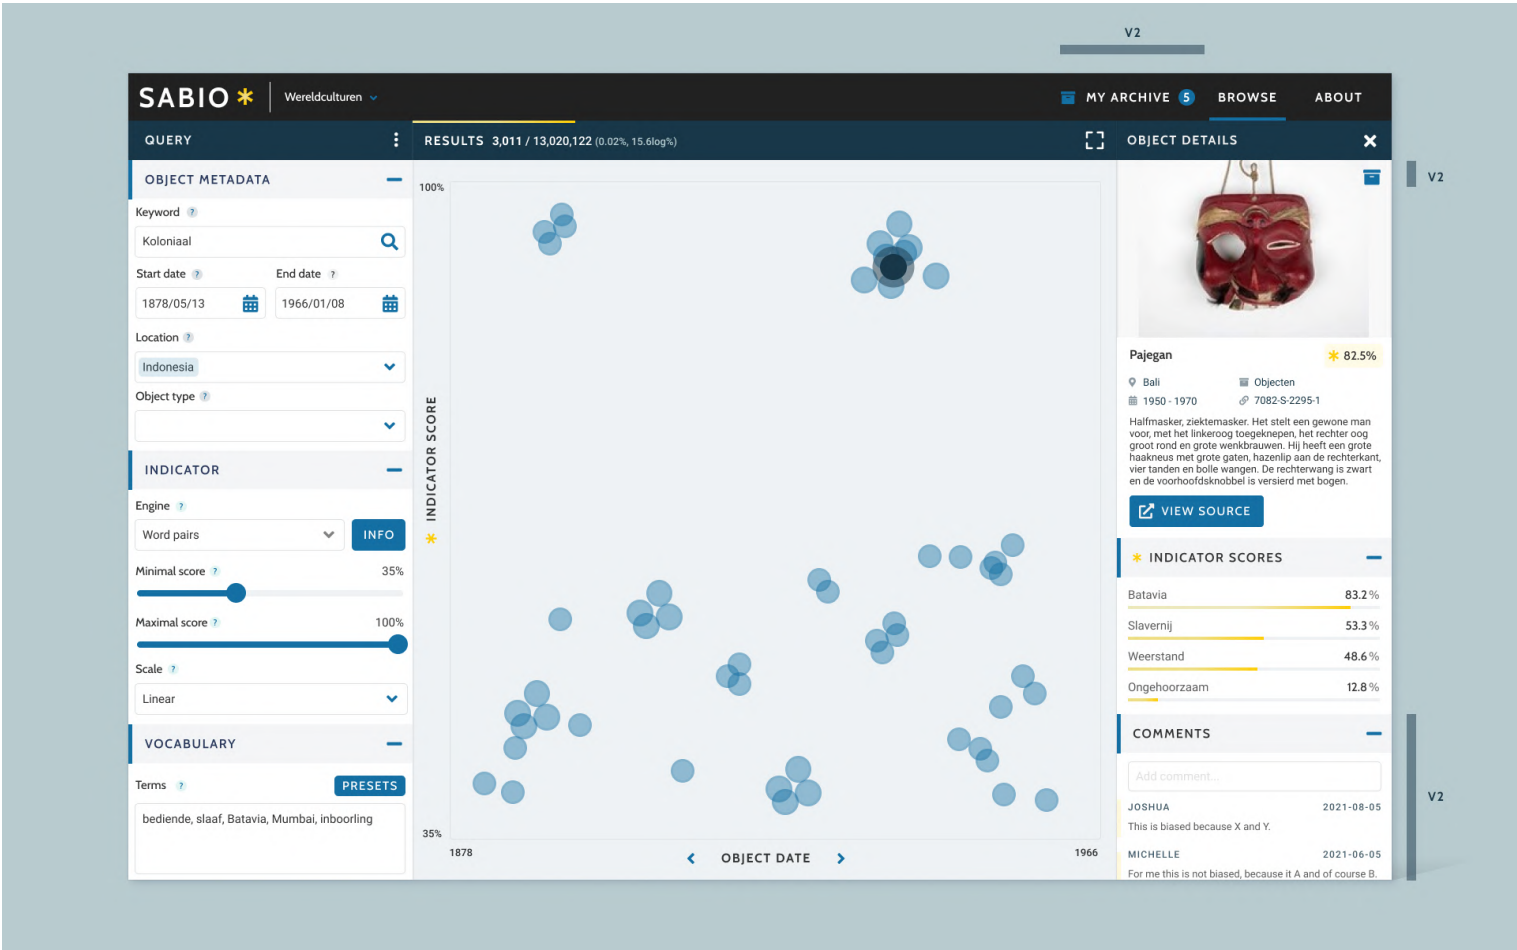 V2
SABIO
Wereldculturen
MY ARCHIVE 5
BROWSE
ABOUT
QUERY
RESULTS 3,011 / 13,020,122 (0.02%, 15.6log%)
OBJECT DETAILS
OBJECT METADATA
Keyword ?
Koloniaal
Start date ?
End date ?
1878/05/13
1966/01/08
Location ?
Indonesia
Object type ?
INDICATOR
Engine ?
Word pairs
INFO
Minimal score ?
35%
Maximal score ?
100%
Scale ?
Linear
VOCABULARY
Terms ?
PRESETS
bediende, slaaf, Batavia, Mumbai, inboorling
100%
INDICATOR SCORE
35%
1878
OBJECT DATE
1966
V2
Pajegan
82.5%
Bali
Objecten
1950 - 1970
7082-S-2295-1
Halfmasker, ziektemasker. Het stelt een gewone man
voor, met het linkeroog toegeknepen, het rechter oog
groot rond en grote wenkbrauwen. Hij heeft een grote
haakneus met grote gaten, hazenlip aan de rechterkant,
vier tanden en bolle wangen. De rechterwang is zwart
en de voorhoofdsknobbel is versierd met bogen.
VIEW SOURCE
INDICATOR SCORES
Batavia 83.2%
Slavernij 53.3%
Weerstand 48.6%
Ongehoorzaam 12.8%
COMMENTS
Add comment...
JOSHUA 2021-08-05
This is biased because X and Y.
MICHELLE 2021-06-05
For me this is not biased, because it A and of course B.
V2